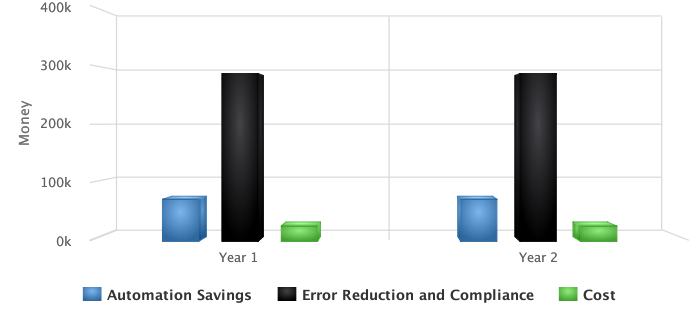 400k
300k
200k
100k
0k
Money
Year 1
Year 2
Automation Savings
Error Reduction and Compliance
Cost